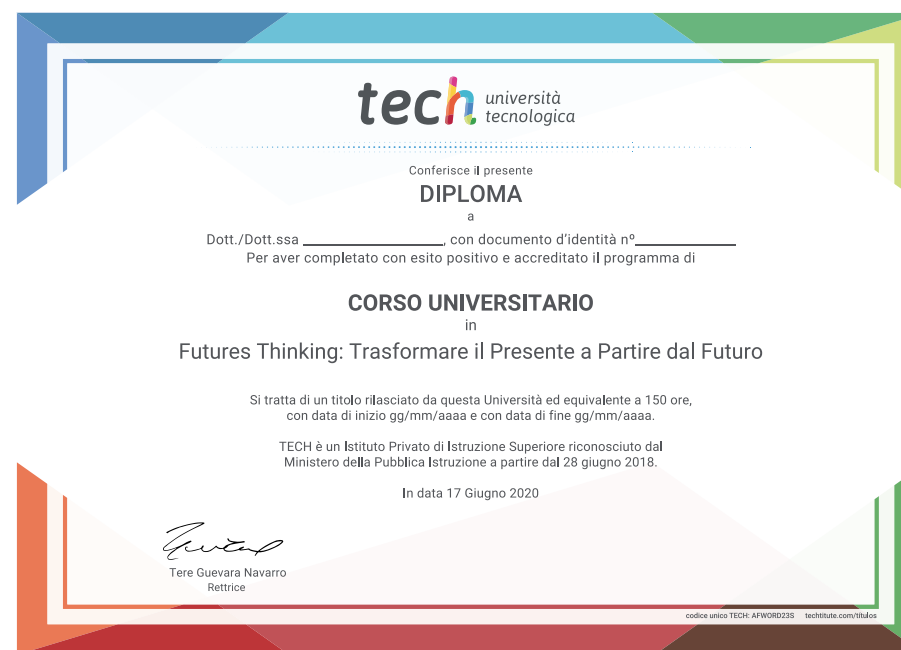 tech università
tecnologica
Conferisce il presente
DIPLOMA
a
Dott./Dott.ssa ____________________, con documento d'identità nº______________
Per aver completato con esito positivo e accreditato il programma di
CORSO UNIVERSITARIO
in
Futures Thinking: Trasformare il Presente a Partire dal Futuro
Si tratta di un titolo rilasciato da questa Università ed equivalente a 150 ore,
con data di inizio gg/mm/aaaa e con data di fine gg/mm/aaaa.
TECH è un Istituto Privato di Istruzione Superiore riconosciuto dal
Ministero della Pubblica Istruzione a partire dal 28 giugno 2018.
In data 17 Giugno 2020
Tere Guevara Navarro
Rettrice
codice unico TECH: AFWORD23S techtitute.com/titulos